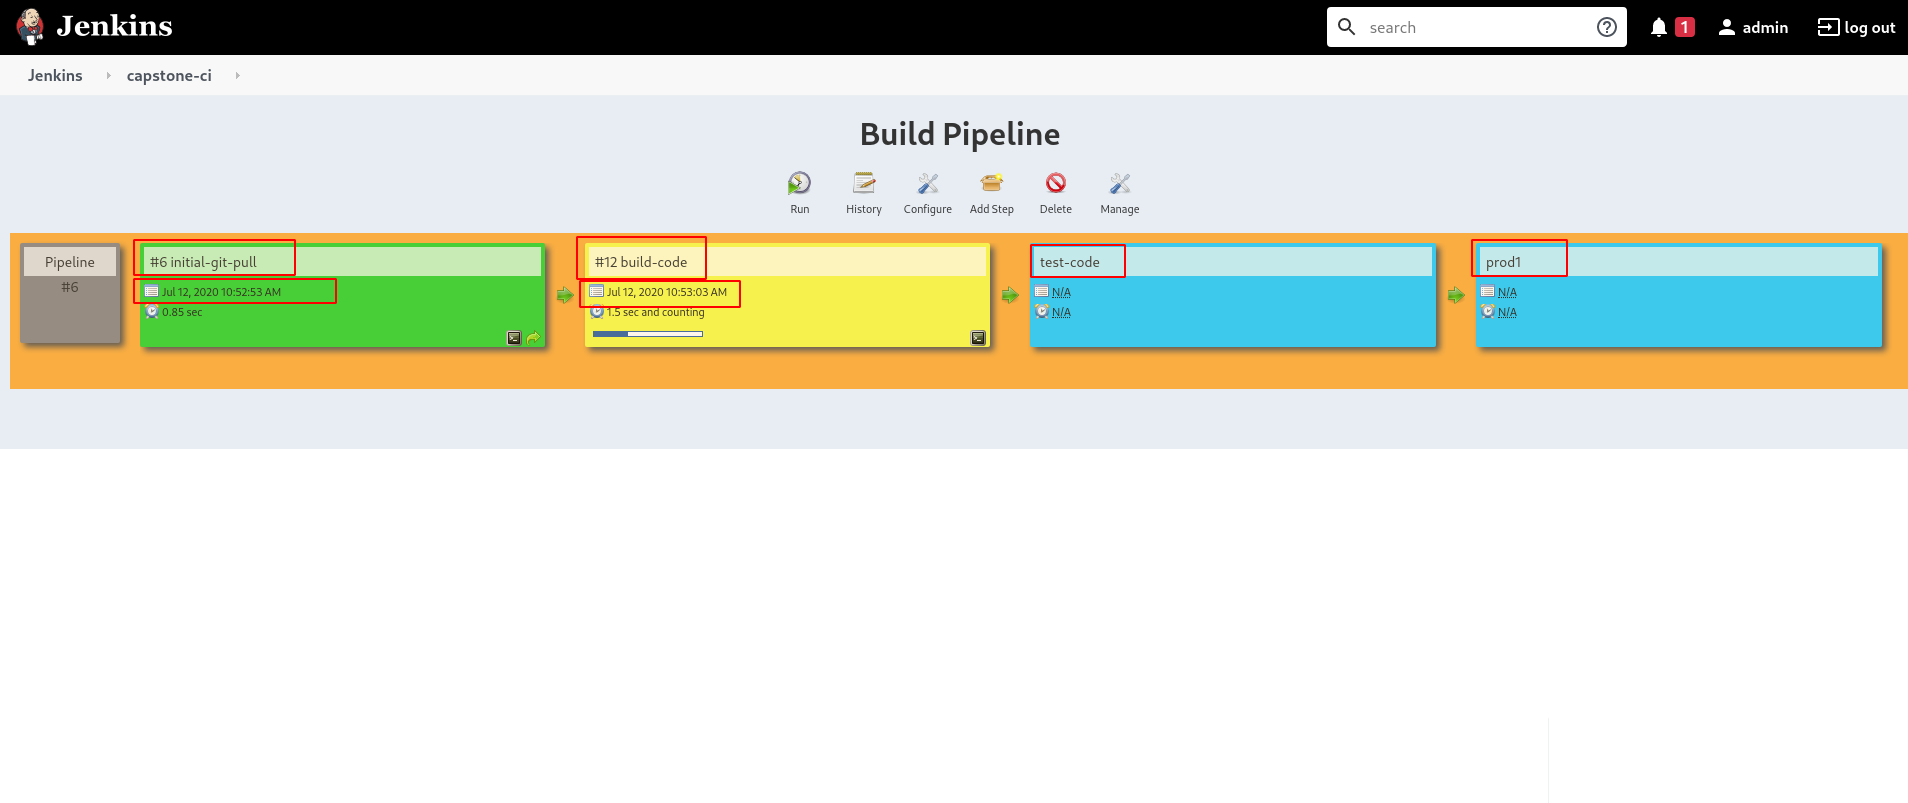 Jenkins
search
1
admin
log out
Jenkins
capstone-ci
Build Pipeline
Run
History
Configure
Add Step
Delete
Manage
Pipeline
#6
#6 initial-git-pull
Jul 12, 2020 10:52:53 AM
0.85 sec
#12 build-code
Jul 12, 2020 10:53:03 AM
1.5 sec and counting
test-code
N/A
N/A
prod1
N/A
N/A